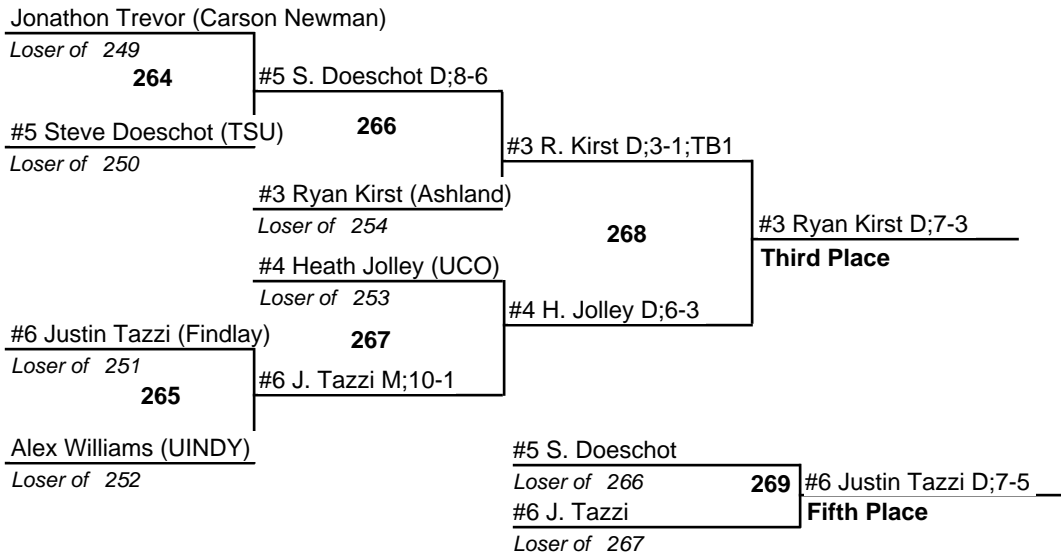 Jonathon Trevor (Carson Newman)
Loser of 249
264
#5 S. Doeschot D;8-6
#5 Steve Doeschot (TSU)
Loser of 250
266
#3 R. Kirst D;3-1;TB1
#3 Ryan Kirst (Ashland)
Loser of 254
268
#3 Ryan Kirst D;7-3
Third Place
#4 Heath Jolley (UCO)
Loser of 253
#4 H. Jolley D;6-3
#6 Justin Tazzi (Findlay)
Loser of 251
267
265
#6 J. Tazzi M;10-1
Alex Williams (UINDY)
Loser of 252
#5 S. Doeschot
Loser of 266
269
#6 Justin Tazzi D;7-5
Fifth Place
#6 J. Tazzi
Loser of 267